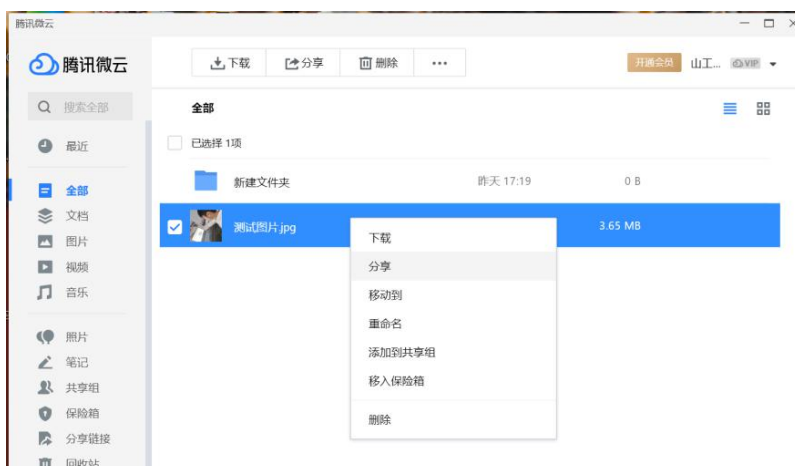 腾讯微云
腾讯微云
下载 分享 删除 ···
开通会员 山工... VIP
搜索全部
全部
最近
已选择 1项
全部
新建文件夹 昨天 17:19 0 B
文档
测试图片.jpg 3.65 MB
图片
视频
音乐
下载
分享
移动到
重命名
添加到共享组
移入保险箱
删除
照片
笔记
共享组
保险箱
分享链接
回收站